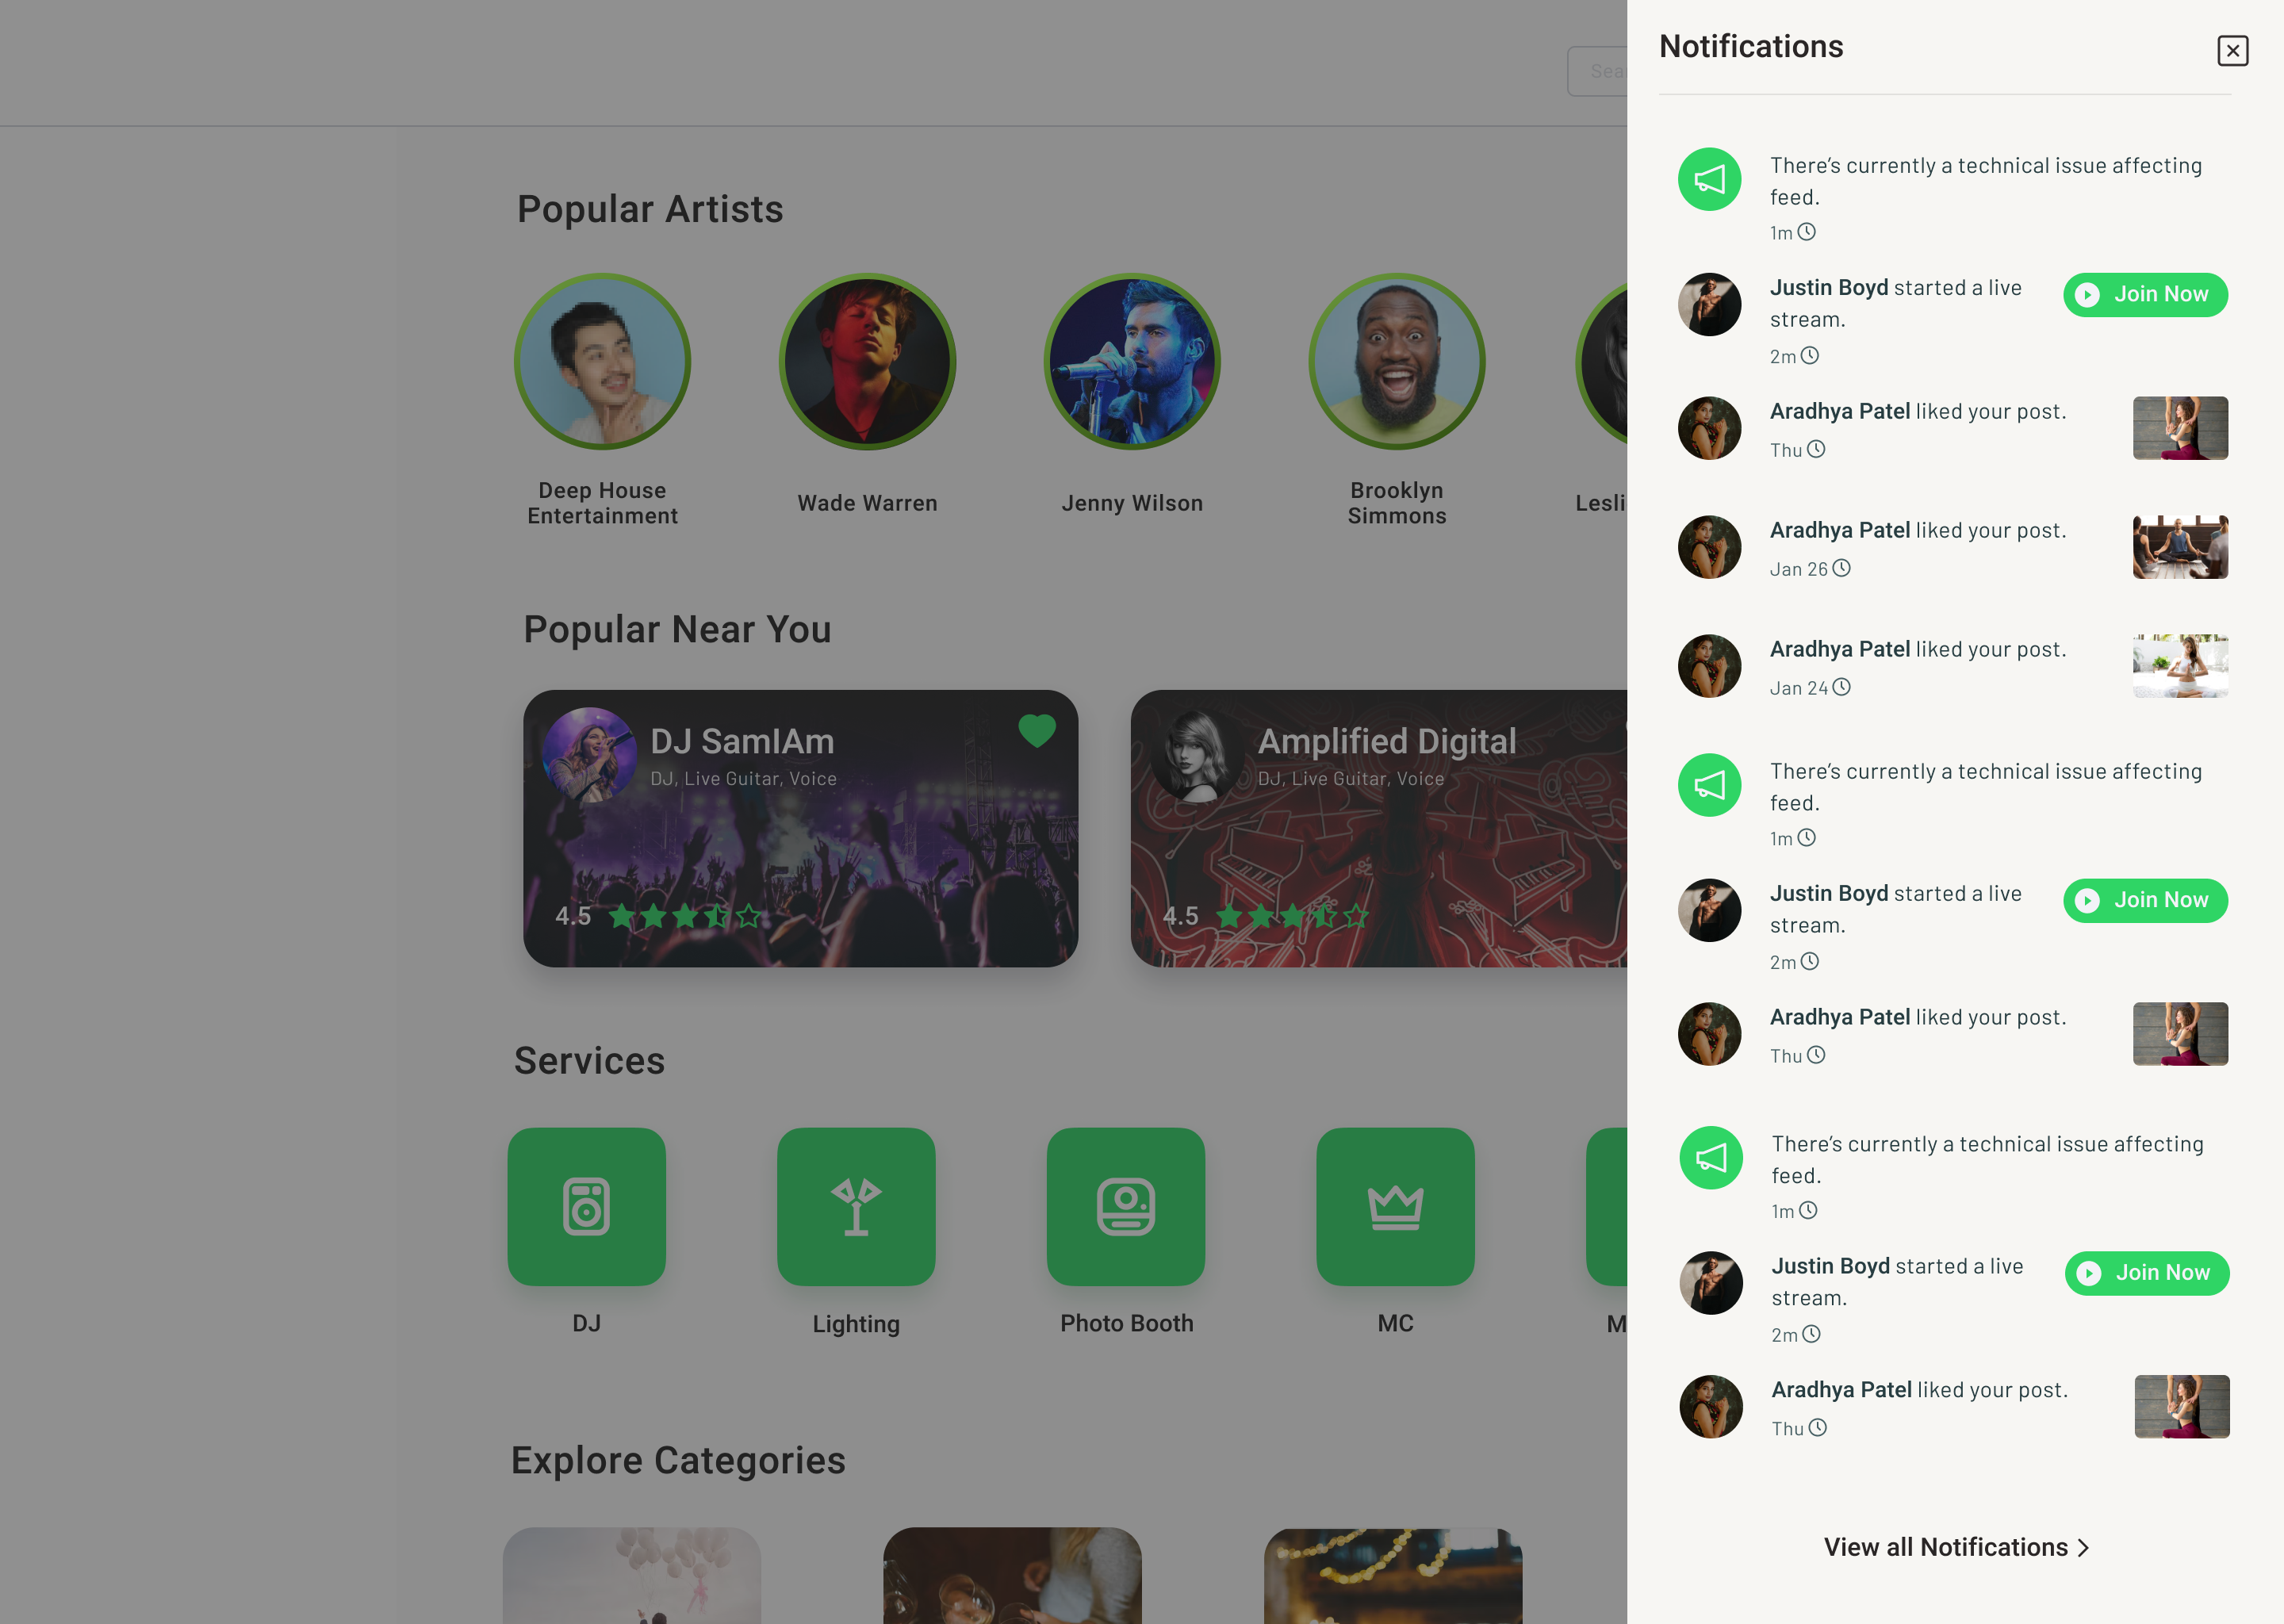 Notifications
There’s currently a technical issue affecting
feed.
1m
Justin Boyd started a live
stream.
Join Now
2m
Aradhya Patel liked your post.
Thu
Aradhya Patel liked your post.
Jan 26
Aradhya Patel liked your post.
Jan 24
There’s currently a technical issue affecting
feed.
1m
Justin Boyd started a live
stream.
Join Now
2m
Aradhya Patel liked your post.
Thu
There’s currently a technical issue affecting
feed.
1m
Justin Boyd started a live
stream.
Join Now
2m
Aradhya Patel liked your post.
Thu
View all Notifications
Popular Artists
Deep House
Entertainment
Wade Warren
Jenny Wilson
Brooklyn
Simmons
Popular Near You
DJ SamIAm
DJ, Live Guitar, Voice
4.5
Amplified Digital
DJ, Live Guitar, Voice
4.5
Services
DJ
Lighting
Photo Booth
MC
Explore Categories